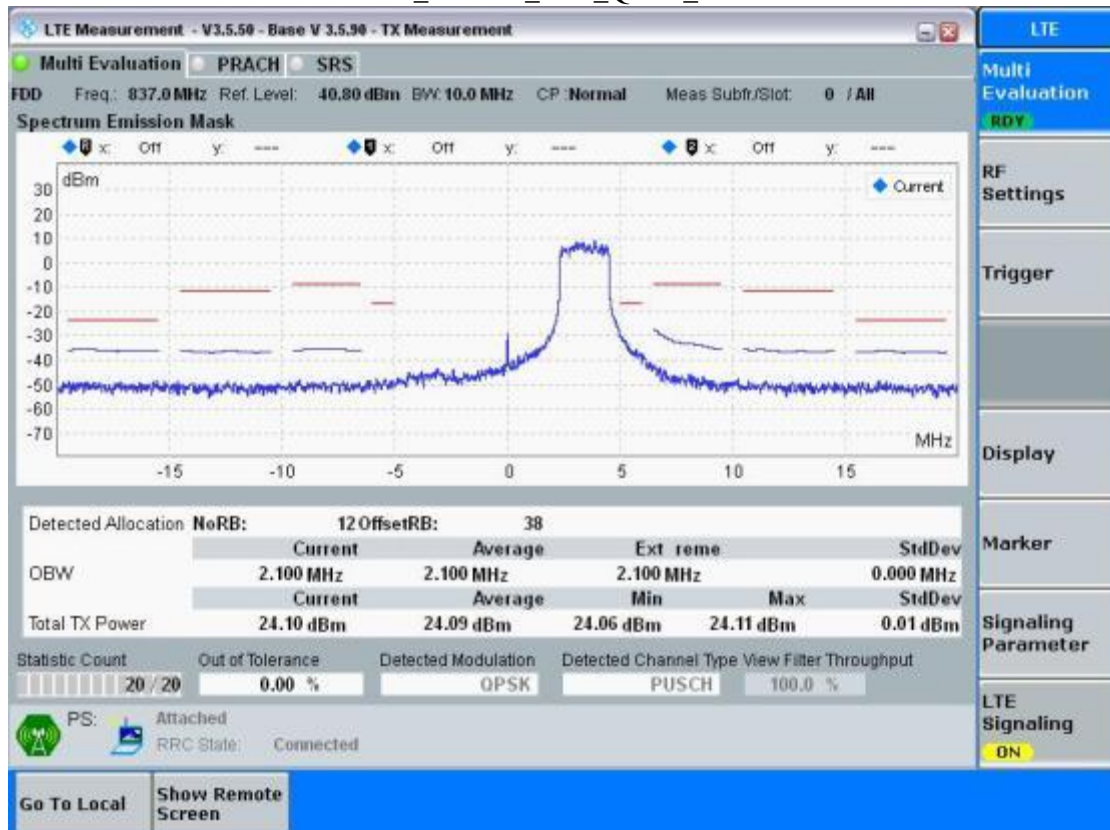 LTE Measurement - V3.5.50 - Base V 3.5.90 - TX Measurement
LTE
Multi Evaluation PRACH SRS
Multi Evaluation
RDY
FDD Freq.: 837.0 MHz Ref. Level: 40.80 dBm BW: 10.0 MHz CP :Normal Meas Subfr/Slot: 0 / All
Spectrum Emission Mask
x: Off y: --- x: Off y: --- x: Off y: ---
dBm
Current
30
20
10
0
-10
-20
-30
-40
-50
-60
-70
MHz
-15 -10 -5 0 5 10 15
RF Settings
Trigger
Display
Marker
Signaling Parameter
LTE Signaling
ON
Detected Allocation NoRB: 12 OffsetRB: 38
Current Average Ext reme StdDev
OBW 2.100 MHz 2.100 MHz 2.100 MHz 0.000 MHz
Current Average Min Max StdDev
Total TX Power 24.10 dBm 24.09 dBm 24.06 dBm 24.11 dBm 0.01 dBm
Statistic Count Out of Tolerance Detected Modulation Detected Channel Type View Filter Throughput
20 / 20 0.00 % QPSK PUSCH 100.0 %
PS: Attached
RRC State: Connected
Go To Local Show Remote Screen